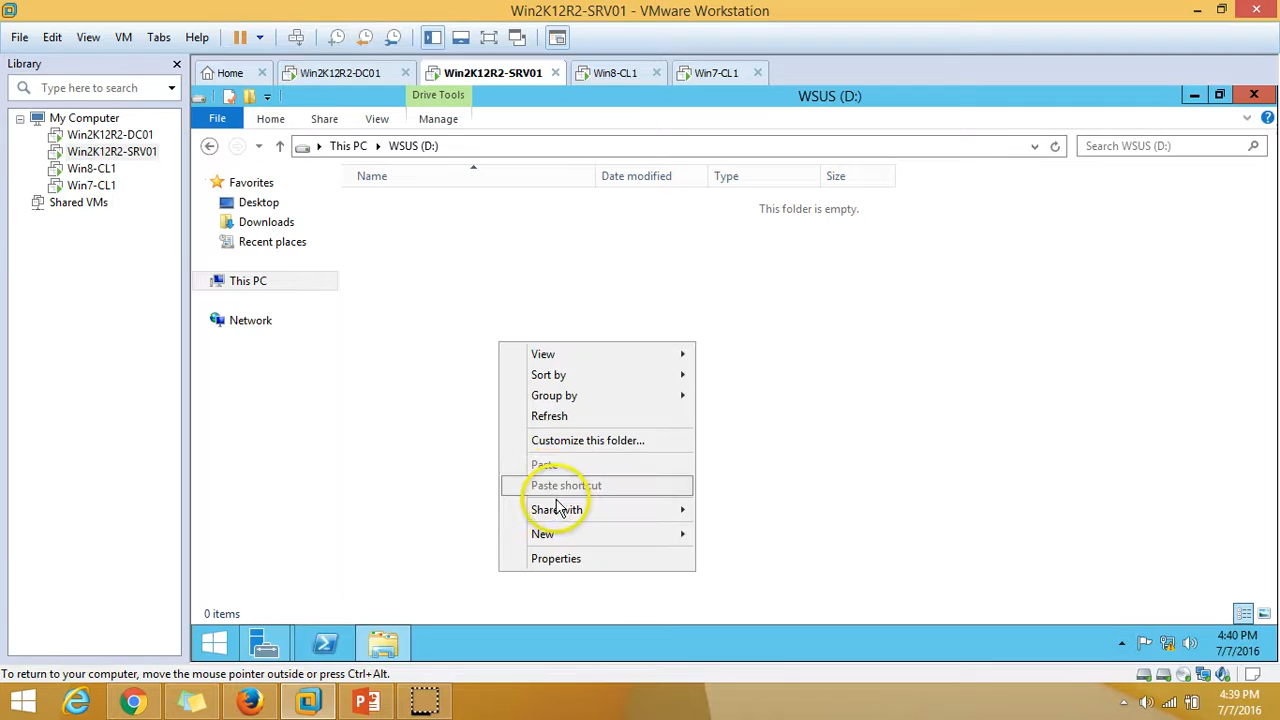 Win2K12R2-SRV01 - VMware Workstation
File Edit View VM Tabs Help
Library
Type here to search
My Computer
Win2K12R2-DC01
Win2K12R2-SRV01
Win8-CL1
Win7-CL1
Shared VMs
Home Win2K12R2-DC01 Win2K12R2-SRV01 Win8-CL1 Win7-CL1
Drive Tools WSUS (D:)
File Home Share View Manage
This PC WSUS (D:) Search WSUS (D:)
Name Date modified Type Size
This folder is empty.
Favorites
Desktop
Downloads
Recent places
This PC
Network
View
Sort by
Group by
Refresh
Customize this folder...
Paste
Paste shortcut
Share with
New
Properties
0 items
4:40 PM
7/7/2016
To return to your computer, move the mouse pointer outside or press Ctrl+Alt.
4:39 PM
7/7/2016